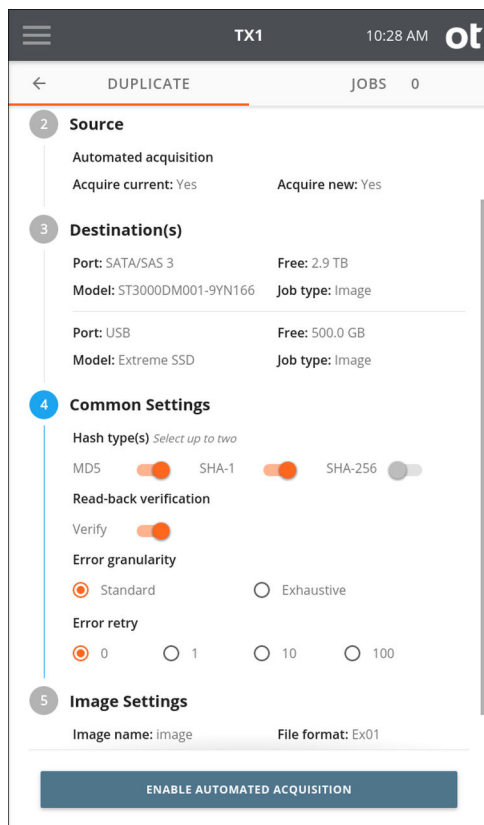 TX1 10:28 AM ot
← DUPLICATE JOBS 0
2 Source
Automated acquisition
Acquire current: Yes Acquire new: Yes
3 Destination(s)
Port: SATA/SAS 3 Free: 2.9 TB
Model: ST3000DM001-9YN166 Job type: Image
Port: USB Free: 500.0 GB
Model: Extreme SSD Job type: Image
4 Common Settings
Hash type(s) Select up to two
MD5 SHA-1 SHA-256
Read-back verification
Verify
Error granularity
Standard Exhaustive
Error retry
0 1 10 100
5 Image Settings
Image name: image File format: Ex01
ENABLE AUTOMATED ACQUISITION